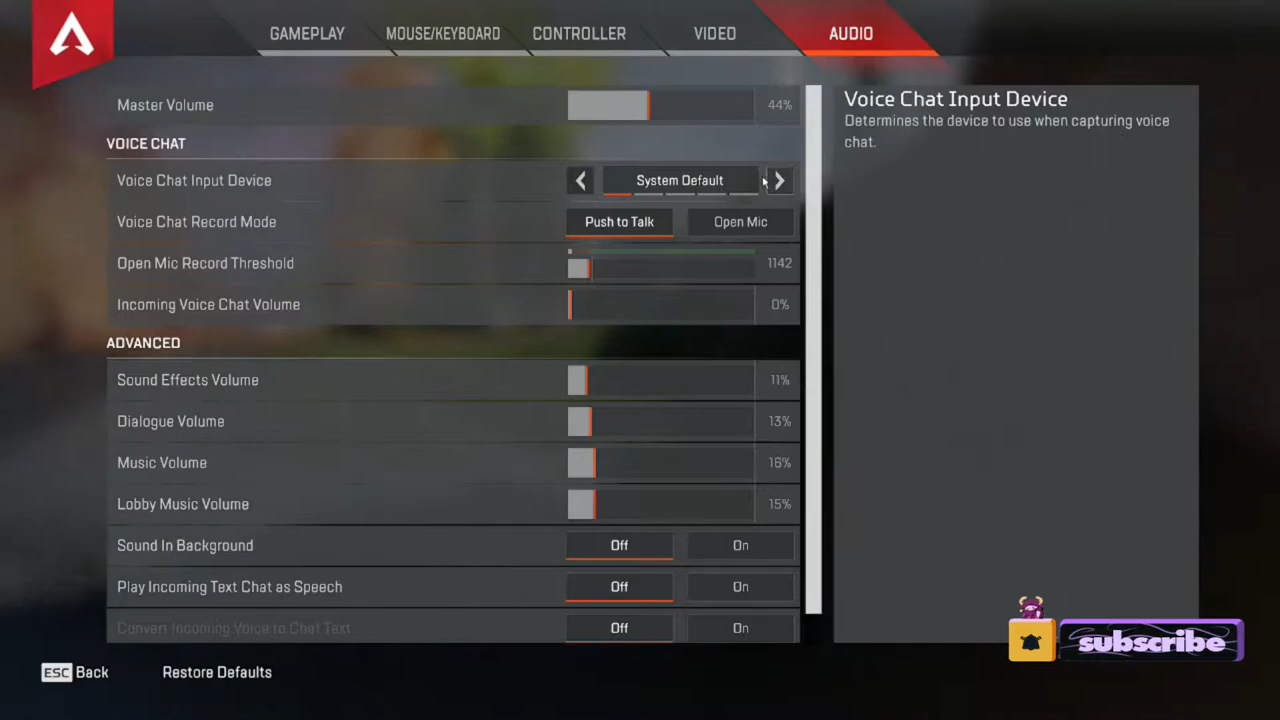 GAMEPLAY
MOUSE/KEYBOARD
CONTROLLER
VIDEO
AUDIO
Master Volume
44%
VOICE CHAT
Voice Chat Input Device
System Default
Voice Chat Record Mode
Push to Talk
Open Mic
Open Mic Record Threshold
1142
Incoming Voice Chat Volume
0%
ADVANCED
Sound Effects Volume
11%
Dialogue Volume
13%
Music Volume
16%
Lobby Music Volume
15%
Sound In Background
Off
On
Play Incoming Text Chat as Speech
Off
On
Convert Incoming Voice to Chat Text
Off
On
Voice Chat Input Device
Determines the device to use when capturing voice
chat.
subscribe
ESC Back
Restore Defaults